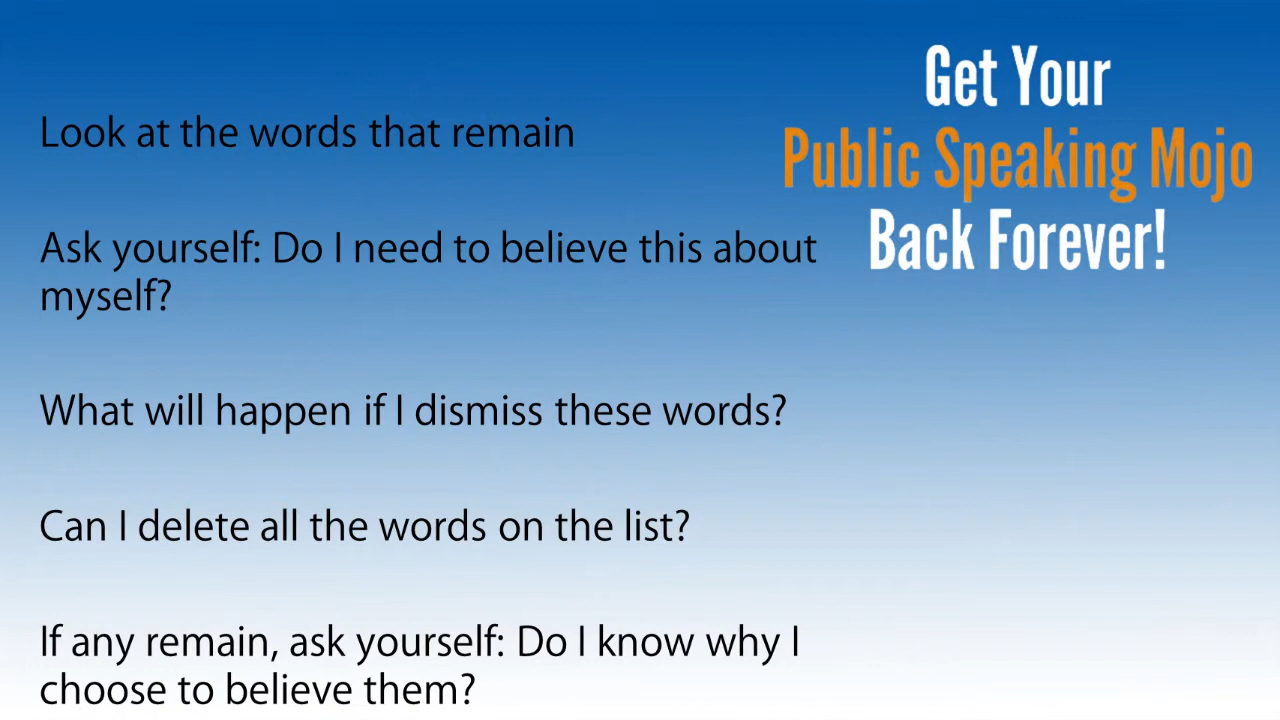 Get Your
Public Speaking Mojo
Back Forever!
Look at the words that remain
Ask yourself: Do I need to believe this about
myself?
What will happen if I dismiss these words?
Can I delete all the words on the list?
If any remain, ask yourself: Do I know why I
choose to believe them?